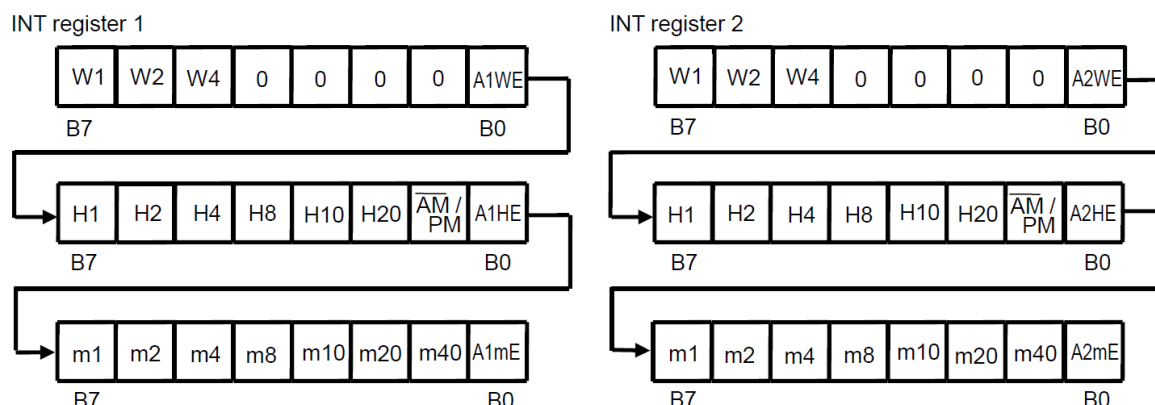 INT register 1
W1 W2 W4 0 0 0 0 A1WE
B7 B0
H1 H2 H4 H8 H10 H20 A̅M̅ / PM A1HE
B7 B0
m1 m2 m4 m8 m10 m20 m40 A1mE
B7 B0
INT register 2
W1 W2 W4 0 0 0 0 A2WE
B7 B0
H1 H2 H4 H8 H10 H20 A̅M̅ / PM A2HE
B7 B0
m1 m2 m4 m8 m10 m20 m40 A2mE
B7 B0